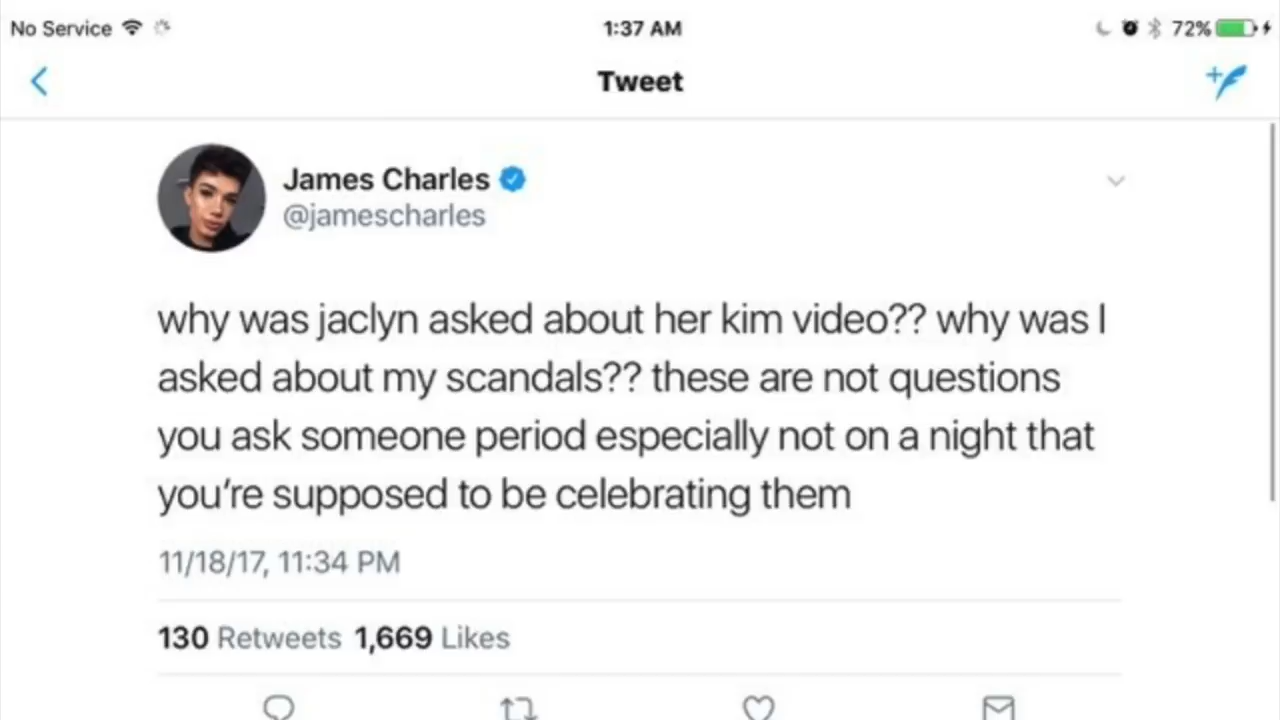 No Service 1:37 AM 72%
Tweet
James Charles
@jamescharles
why was jaclyn asked about her kim video?? why was I
asked about my scandals?? these are not questions
you ask someone period especially not on a night that
you're supposed to be celebrating them
11/18/17, 11:34 PM
130 Retweets 1,669 Likes